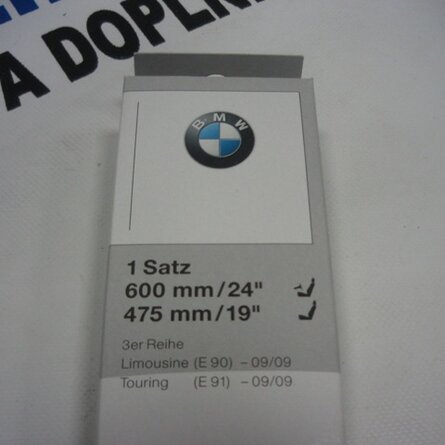 A DOPLN
BMW
1 Satz
600 mm/24"
475 mm/19"
3er Reihe
Limousine (E 90) – 09/09
Touring (E 91) – 09/09